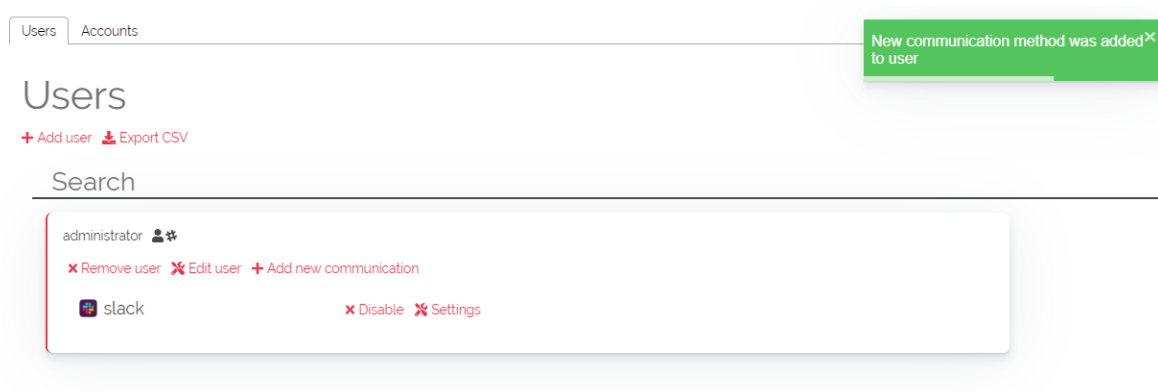 Users Accounts
New communication method was added×
to user
Users
+ Add user Export CSV
Search
administrator
× Remove user Edit user + Add new communication
slack × Disable Settings